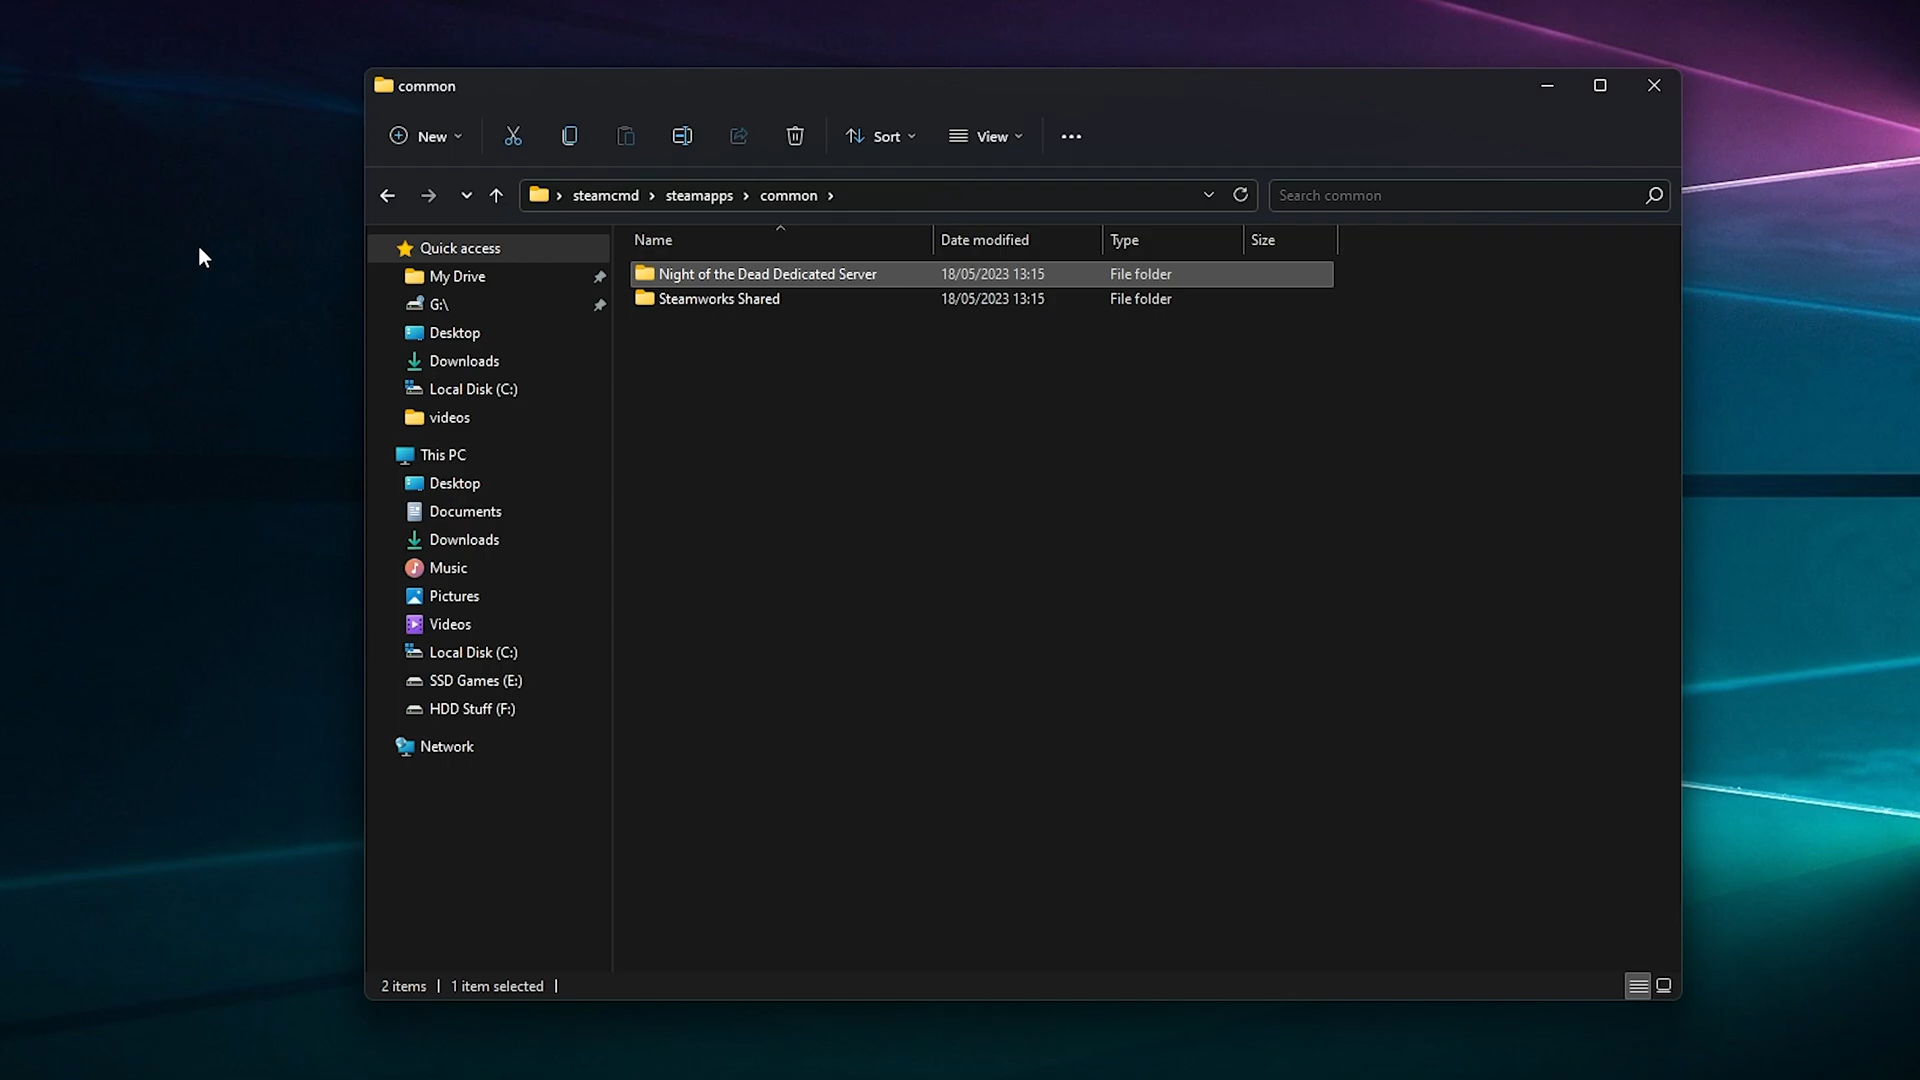 common
New
Sort
View
steamcmd
steamapps
common
Search common
Name
Date modified
Type
Size
Quick access
My Drive
G:\
Desktop
Downloads
Local Disk (C:)
videos
This PC
Desktop
Documents
Downloads
Music
Pictures
Videos
Local Disk (C:)
SSD Games (E:)
HDD Stuff (F:)
Network
Night of the Dead Dedicated Server 18/05/2023 13:15 File folder
Steamworks Shared 18/05/2023 13:15 File folder
2 items 1 item selected